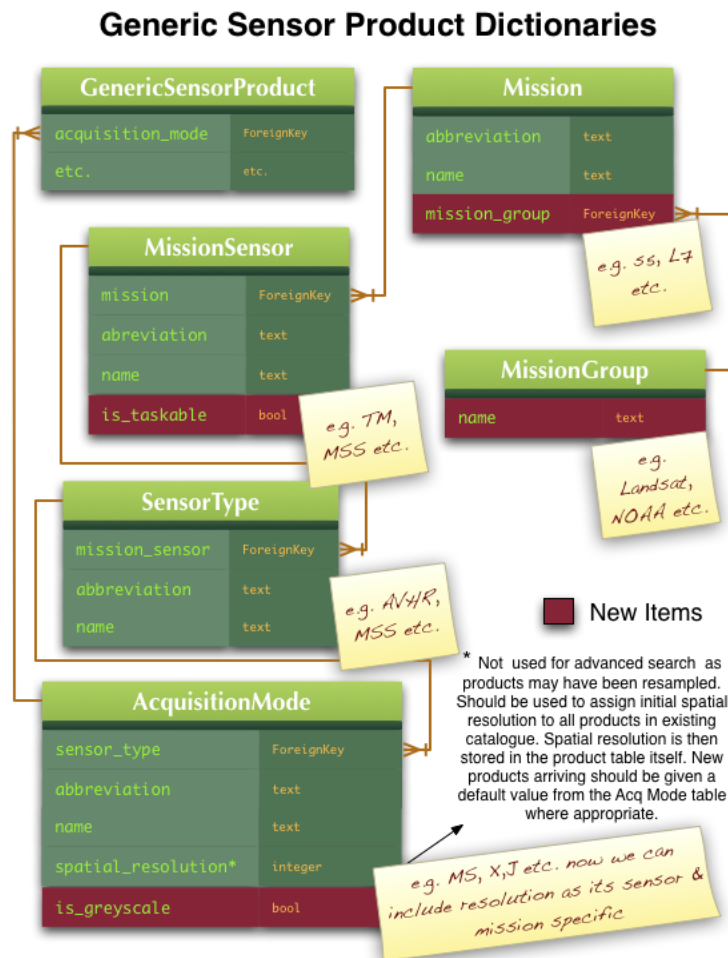 Generic Sensor Product Dictionaries
GenericSensorProduct
acquisition_mode ForeignKey
etc. etc.
Mission
abbreviation text
name text
mission_group ForeignKey
e.g. SS, L7
etc.
MissionSensor
mission ForeignKey
abreviation text
name text
is_taskable bool
e.g. TM,
MSS etc.
MissionGroup
name text
e.g.
Landsat,
NOAA etc.
SensorType
mission_sensor ForeignKey
abbreviation text
name text
e.g. AVHR,
MSS etc.
New Items
AcquisitionMode
sensor_type ForeignKey
abbreviation text
name text
spatial_resolution* integer
is_greyscale bool
* Not used for advanced search as
products may have been resampled.
Should be used to assign initial spatial
resolution to all products in existing
catalogue. Spatial resolution is then
stored in the product table itself. New
products arriving should be given a
default value from the Acq Mode table
where appropriate.
e.g. MS, X,J etc. now we can
include resolution as its sensor &
mission specific